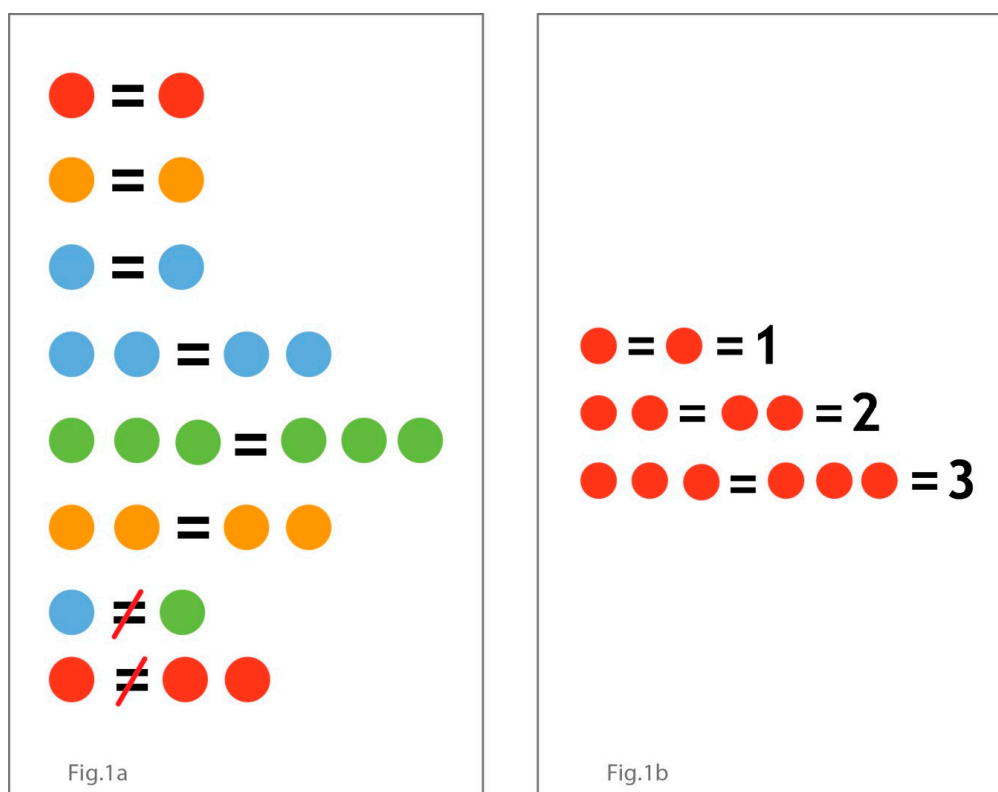 =
=
=
=
=
=
≠
≠
Fig.1a
= = 1
= = 2
= = 3
Fig.1b